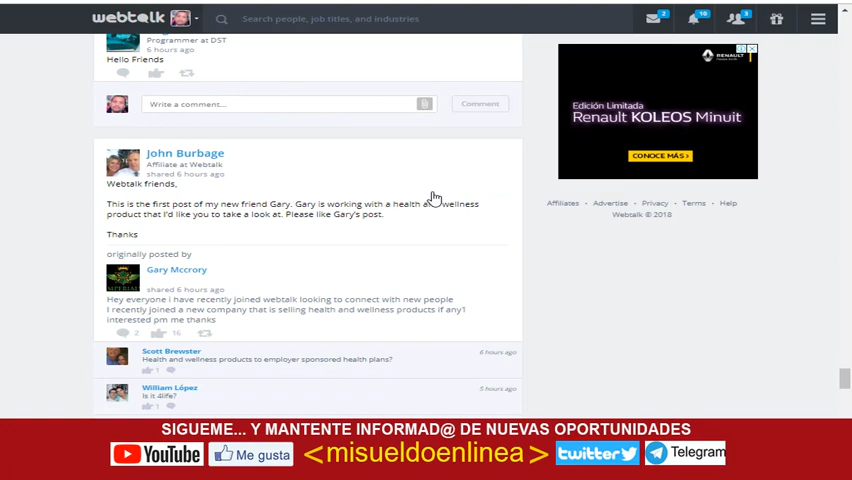 webtalk
Search people, job titles, and industries
2
10
3
Programmer at DST
6 hours ago
Hello Friends
Write a comment...
Comment
John Burbage
Affiliate at Webtalk
shared 6 hours ago
Webtalk friends,
This is the first post of my new friend Gary. Gary is working with a health and wellness
product that I'd like you to take a look at. Please like Gary's post.
Thanks
originally posted by
Gary Mccrory
shared 6 hours ago
Hey everyone i have recently joined webtalk looking to connect with new people
I recently joined a new company that is selling health and wellness products if any1
interested pm me thanks
2
16
Scott Brewster
6 hours ago
Health and wellness products to employer sponsored health plans?
1
William López
5 hours ago
Is it 4life?
1
RENAULT
Edición Limitada
Renault KOLEOS Minuit
CONOCE MÁS >
Affiliates · Advertise · Privacy · Terms · Help
Webtalk © 2018
SIGUEME... Y MANTENTE INFORMAD@ DE NUEVAS OPORTUNIDADES
YouTube
Me gusta
<misueldoenlinea>
twitter
Telegram